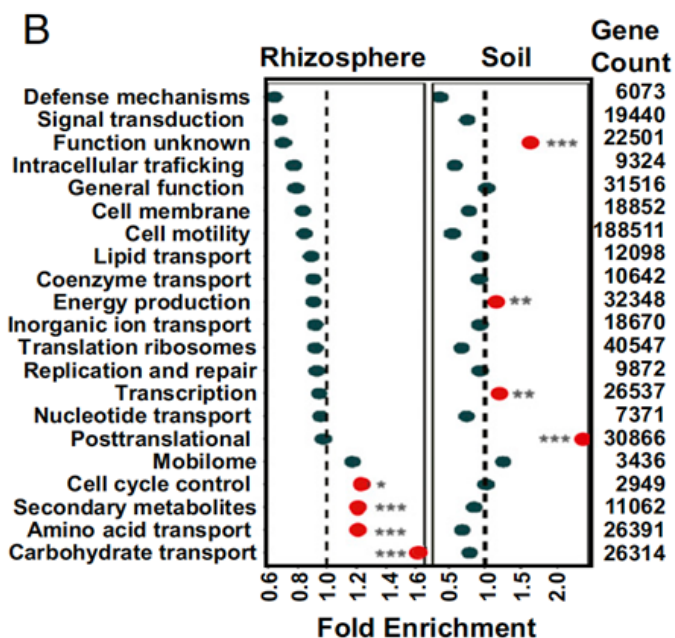 B
Gene
Rhizosphere Soil Count
Defense mechanisms 6073
Signal transduction 19440
Function unknown *** 22501
Intracellular traficking 9324
General function 31516
Cell membrane 18852
Cell motility 188511
Lipid transport 12098
Coenzyme transport 10642
Energy production ** 32348
Inorganic ion transport 18670
Translation ribosomes 40547
Replication and repair 9872
Transcription ** 26537
Nucleotide transport 7371
Posttranslational *** 30866
Mobilome 3436
Cell cycle control * 2949
Secondary metabolites *** 11062
Amino acid transport *** 26391
Carbohydrate transport *** 26314
0.6 0.8 1.0 1.2 1.4 1.6 0.5 1.0 1.5 2.0
Fold Enrichment